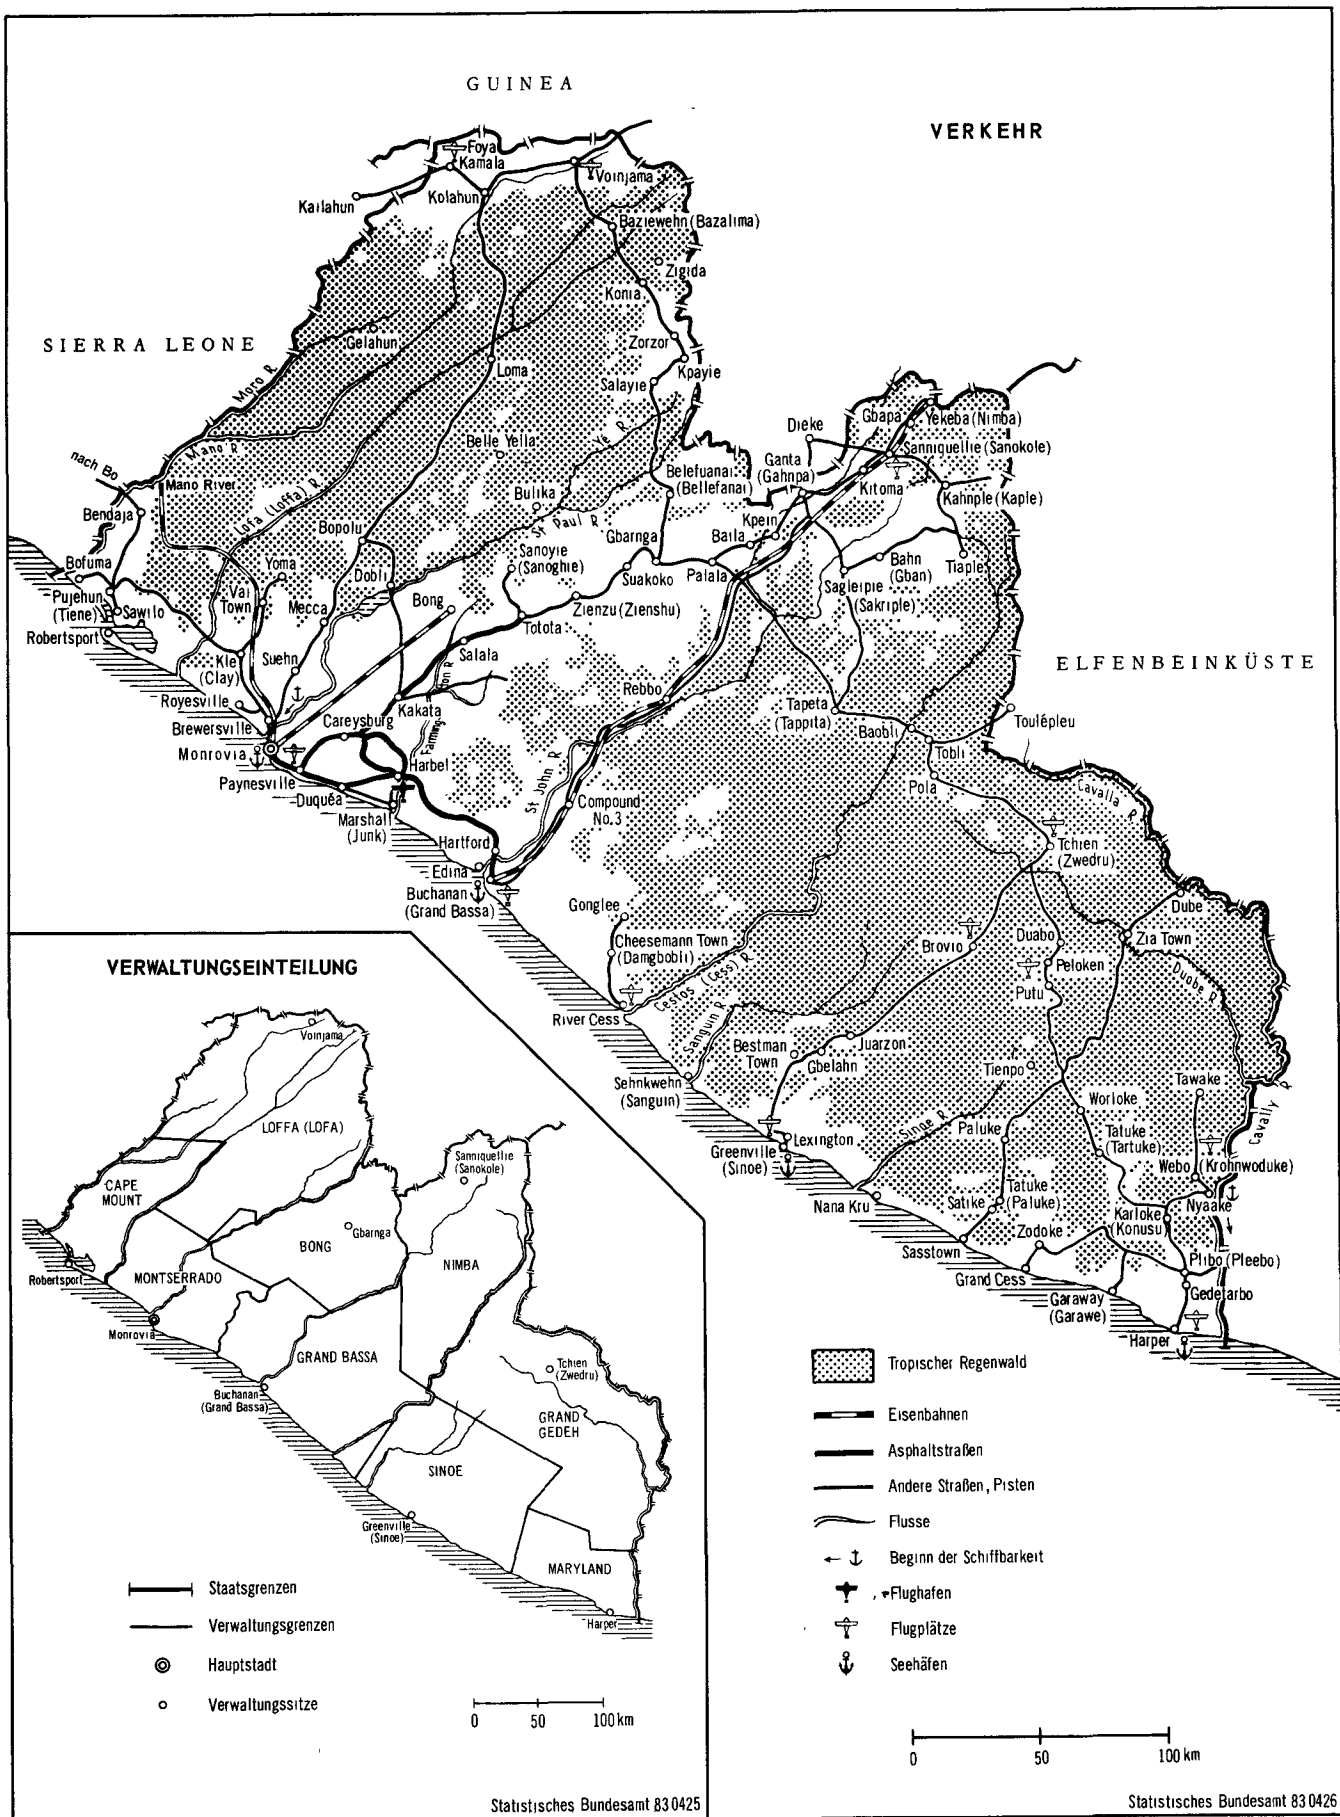 GUINEA
VERKEHR
Foya
Kamala
Voinjama
Kailahun
Kolahun
Baziewehn (Bazalima)
Zigida
Konia
SIERRA LEONE
Gelahun
Zorzor
Loma
Kpayie
Moro R.
Salayie
Gbapa
Yekeba (Nimba)
Dieke
Ye R.
Mano R.
Belle Yella
Sanniquellie (Sanokole)
nach Bo
Ganta
(Gahnpa)
Belefuanai
(Bellefanai)
Mano River
Kitoma
Kahnple (Kaple)
Bulika
Lofa (Loffa) R.
Bendaja
St Paul R.
Kpein
Bopolu
Gbarnga
Baila
Sanoyie
(Sanoghie)
Bahn
(Gban)
Tiaple
Bofuma
Yoma
Dobli
Suakoko
Palala
Sagleipie
(Sakriple)
Pujehun
(Tiene)
Sawilo
Vai
Town
Mecca
Bong
Zienzu (Zienshu)
Totota
Robertsport
Salala
Kle
(Clay)
Suehn
ELFENBEINKÜSTE
Royesville
Rebbo
Kakata
Tapeta
(Tappita)
Toulépleu
Brewersville
Careysburg
Baobli
Farmington R.
Monrovia
Tobli
Harbel
Paynesville
Pola
Duquéa
Cavalla R.
St John R.
Compound
No. 3
Marshall
(Junk)
Hartford
Tchien
(Zwedru)
Edina
Buchanan
(Grand Bassa)
Dube
Gonglee
Brovio
Duabo
Zia Town
Cheesemann Town
(Damgbobli)
Peloken
Duobe R.
VERWALTUNGSEINTEILUNG
Putu
Cestos (Cess) R.
River Cess
Voinjama
Sanguin R.
Bestman
Town
Juarzon
Gbelahn
Tienpo
Sehnkwehn
(Sanguin)
Tawake
Cavally R.
Worloke
LOFFA (LOFA)
Sinoe R.
Lexington
Paluke
Tatuke
(Tartuke)
Greenville
(Sinoe)
Webo (Krohnwoduke)
Sanniquellie
(Sanokole)
CAPE
MOUNT
Nana Kru
Satike
Tatuke
(Paluke)
Nyaake
Karloke
(Konusu)
Gbarnga
Zodoke
Sasstown
BONG
Plibo (Pleebo)
NIMBA
Grand Cess
Robertsport
MONTSERRADO
Gedetarbo
Garaway
(Garawe)
Harper
Monrovia
GRAND BASSA
Tropischer Regenwald
Tchien
(Zwedru)
Buchanan
(Grand Bassa)
Eisenbahnen
GRAND
GEDEH
Asphaltstraßen
SINOE
Andere Straßen, Pisten
Flusse
Greenville
(Sinoe)
Beginn der Schiffbarkeit
MARYLAND
Staatsgrenzen
Flughafen
Harper
Verwaltungsgrenzen
Flugplätze
Hauptstadt
Seehäfen
Verwaltungssitze
0 50 100 km
0 50 100 km
Statistisches Bundesamt 83 0425
Statistisches Bundesamt 83 0426